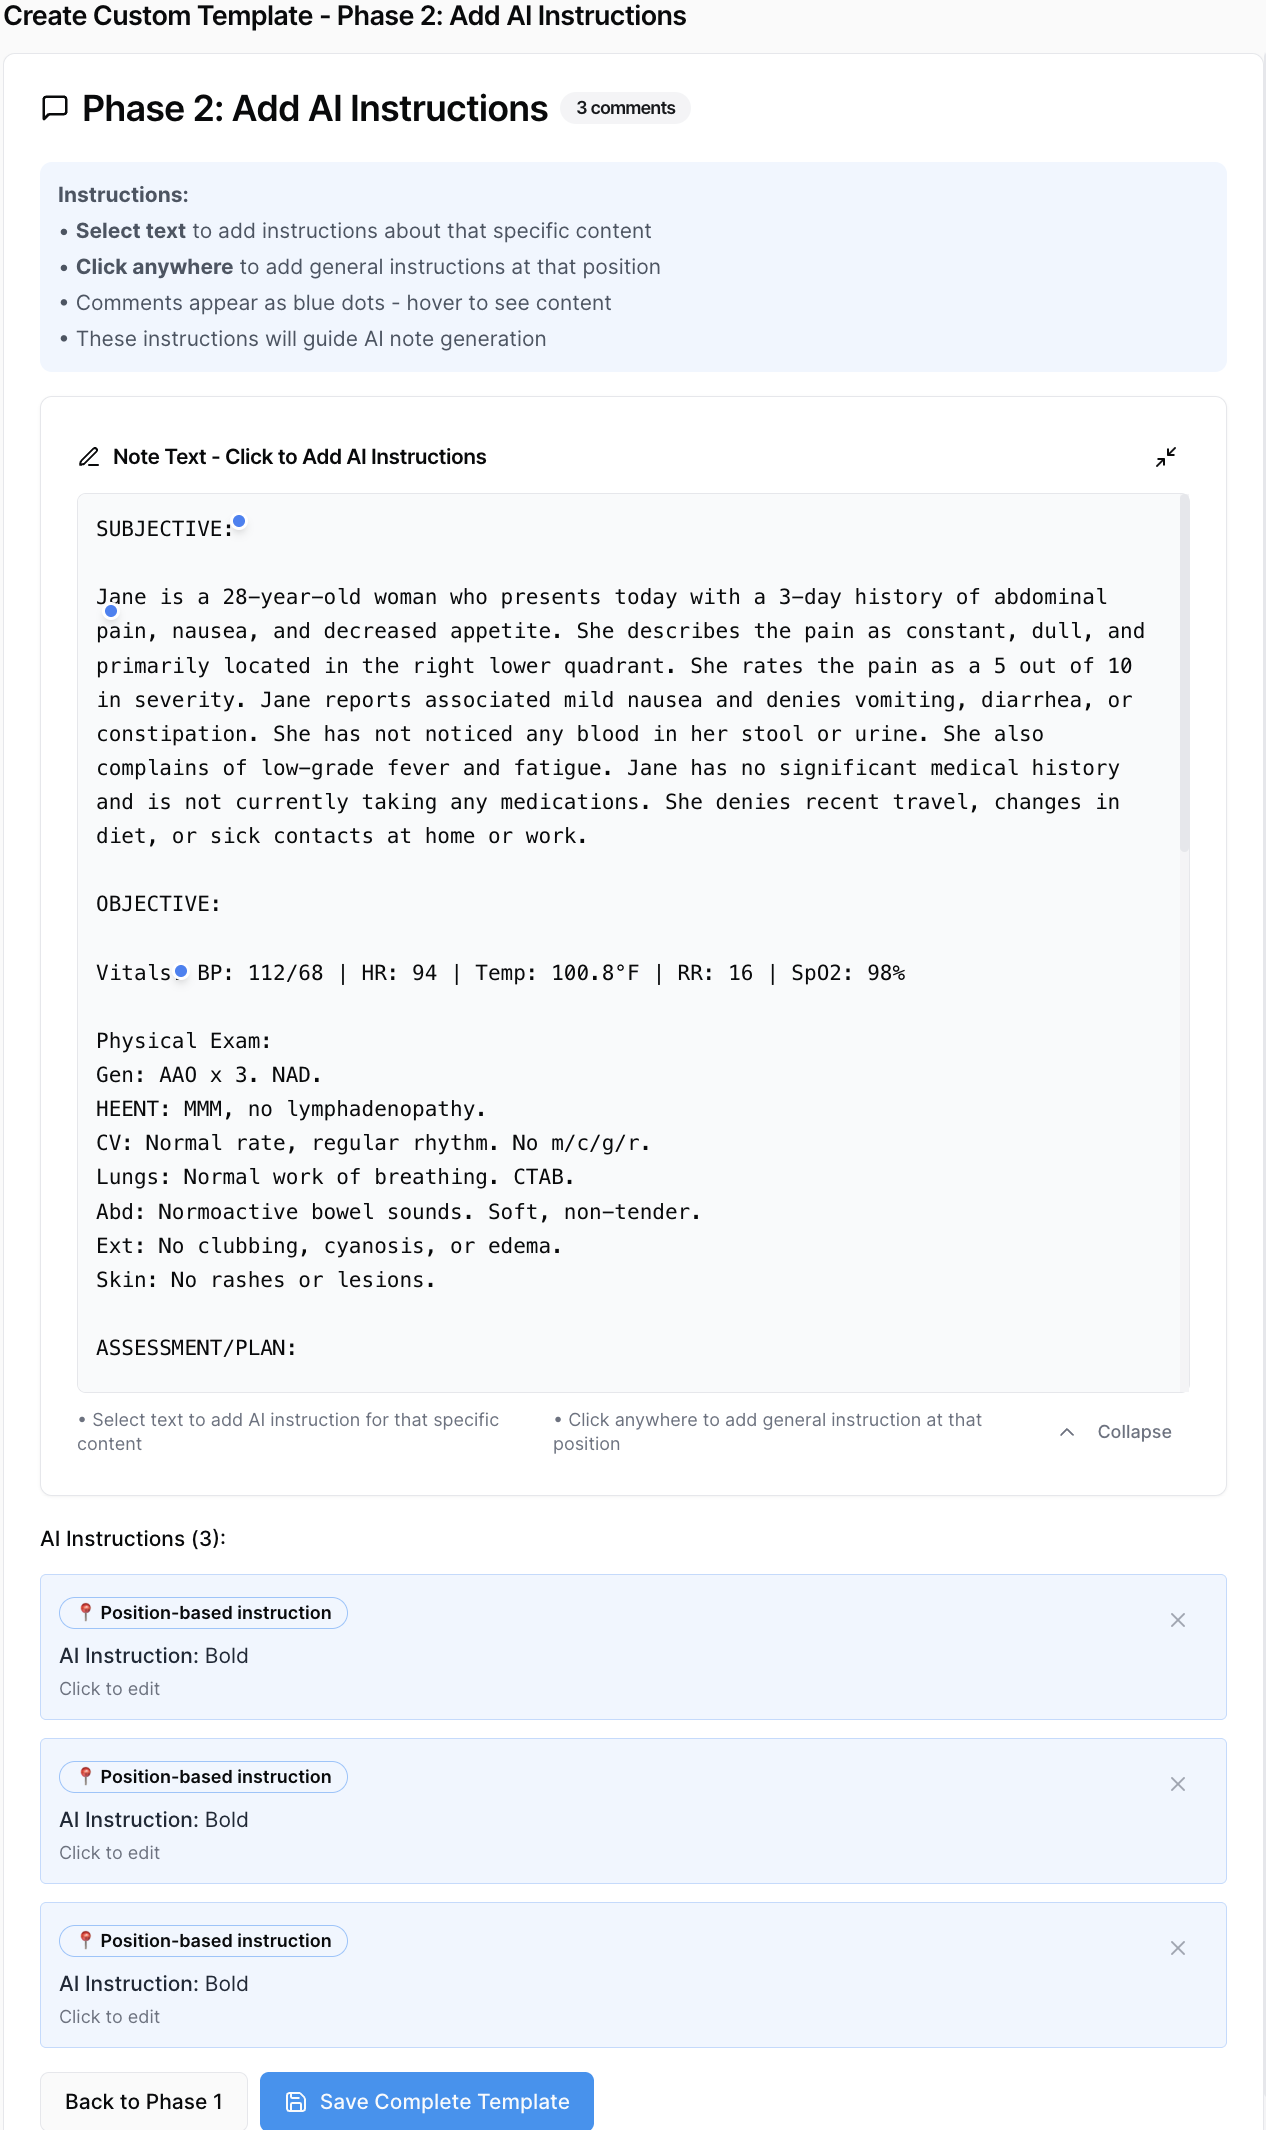 Create Custom Template - Phase 2: Add AI Instructions
Phase 2: Add AI Instructions 3 comments
Instructions:
• Select text to add instructions about that specific content
• Click anywhere to add general instructions at that position
• Comments appear as blue dots - hover to see content
• These instructions will guide AI note generation
Note Text - Click to Add AI Instructions
SUBJECTIVE:
Jane is a 28-year-old woman who presents today with a 3-day history of abdominal
pain, nausea, and decreased appetite. She describes the pain as constant, dull, and
primarily located in the right lower quadrant. She rates the pain as a 5 out of 10
in severity. Jane reports associated mild nausea and denies vomiting, diarrhea, or
constipation. She has not noticed any blood in her stool or urine. She also
complains of low-grade fever and fatigue. Jane has no significant medical history
and is not currently taking any medications. She denies recent travel, changes in
diet, or sick contacts at home or work.
OBJECTIVE:
Vitals: BP: 112/68 | HR: 94 | Temp: 100.8°F | RR: 16 | SpO2: 98%
Physical Exam:
Gen: AAO x 3. NAD.
HEENT: MMM, no lymphadenopathy.
CV: Normal rate, regular rhythm. No m/c/g/r.
Lungs: Normal work of breathing. CTAB.
Abd: Normoactive bowel sounds. Soft, non-tender.
Ext: No clubbing, cyanosis, or edema.
Skin: No rashes or lesions.
ASSESSMENT/PLAN:
• Select text to add AI instruction for that specific
content
• Click anywhere to add general instruction at that
position
Collapse
AI Instructions (3):
Position-based instruction
AI Instruction: Bold
Click to edit
Position-based instruction
AI Instruction: Bold
Click to edit
Position-based instruction
AI Instruction: Bold
Click to edit
Back to Phase 1
Save Complete Template